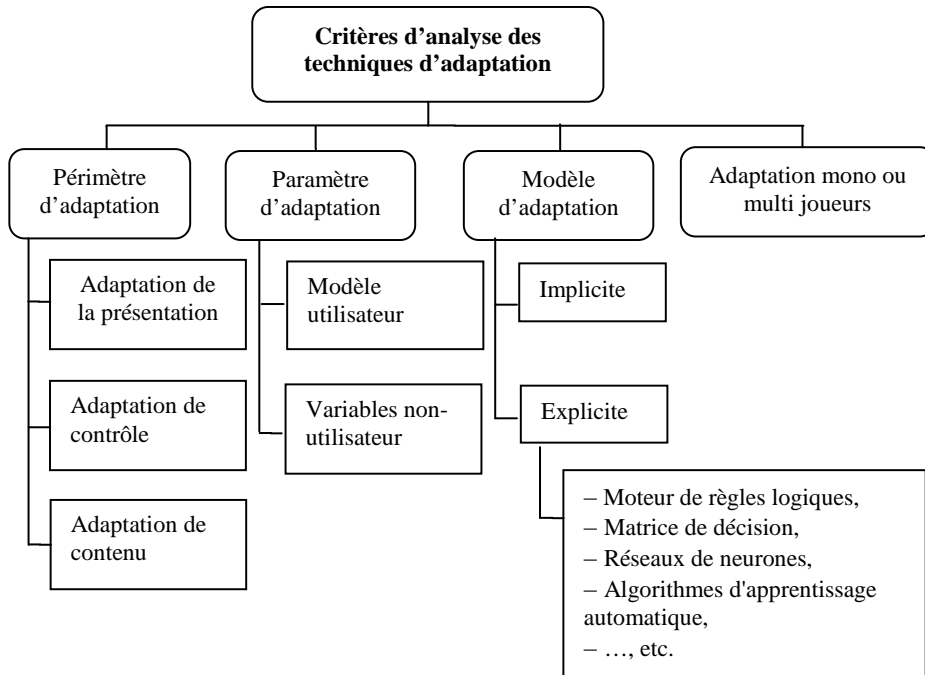 Critères d’analyse des
techniques d’adaptation
Périmètre
d’adaptation
Paramètre
d’adaptation
Modèle
d’adaptation
Adaptation mono ou
multi joueurs
Adaptation de
la présentation
Modèle
utilisateur
Implicite
Adaptation de
contrôle
Variables non-
utilisateur
Explicite
Adaptation de
contenu
– Moteur de règles logiques,
– Matrice de décision,
– Réseaux de neurones,
– Algorithmes d'apprentissage
automatique,
– …, etc.